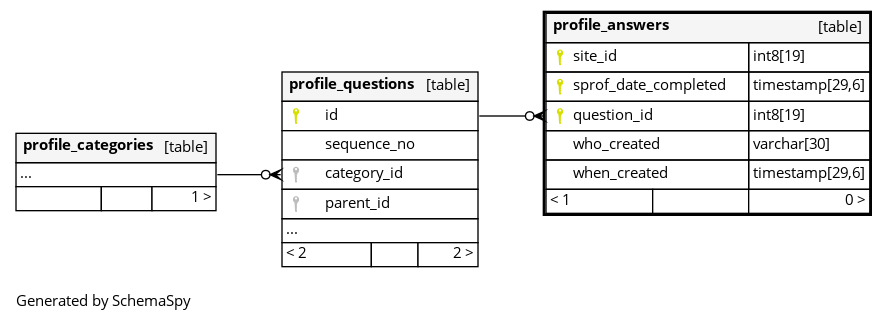 profile_answers [table]
site_id int8[19]
sprof_date_completed timestamp[29,6]
question_id int8[19]
who_created varchar[30]
when_created timestamp[29,6]
< 1 0 >
profile_questions [table]
id
sequence_no
category_id
parent_id
...
< 2 2 >
profile_categories [table]
...
1 >
Generated by SchemaSpy